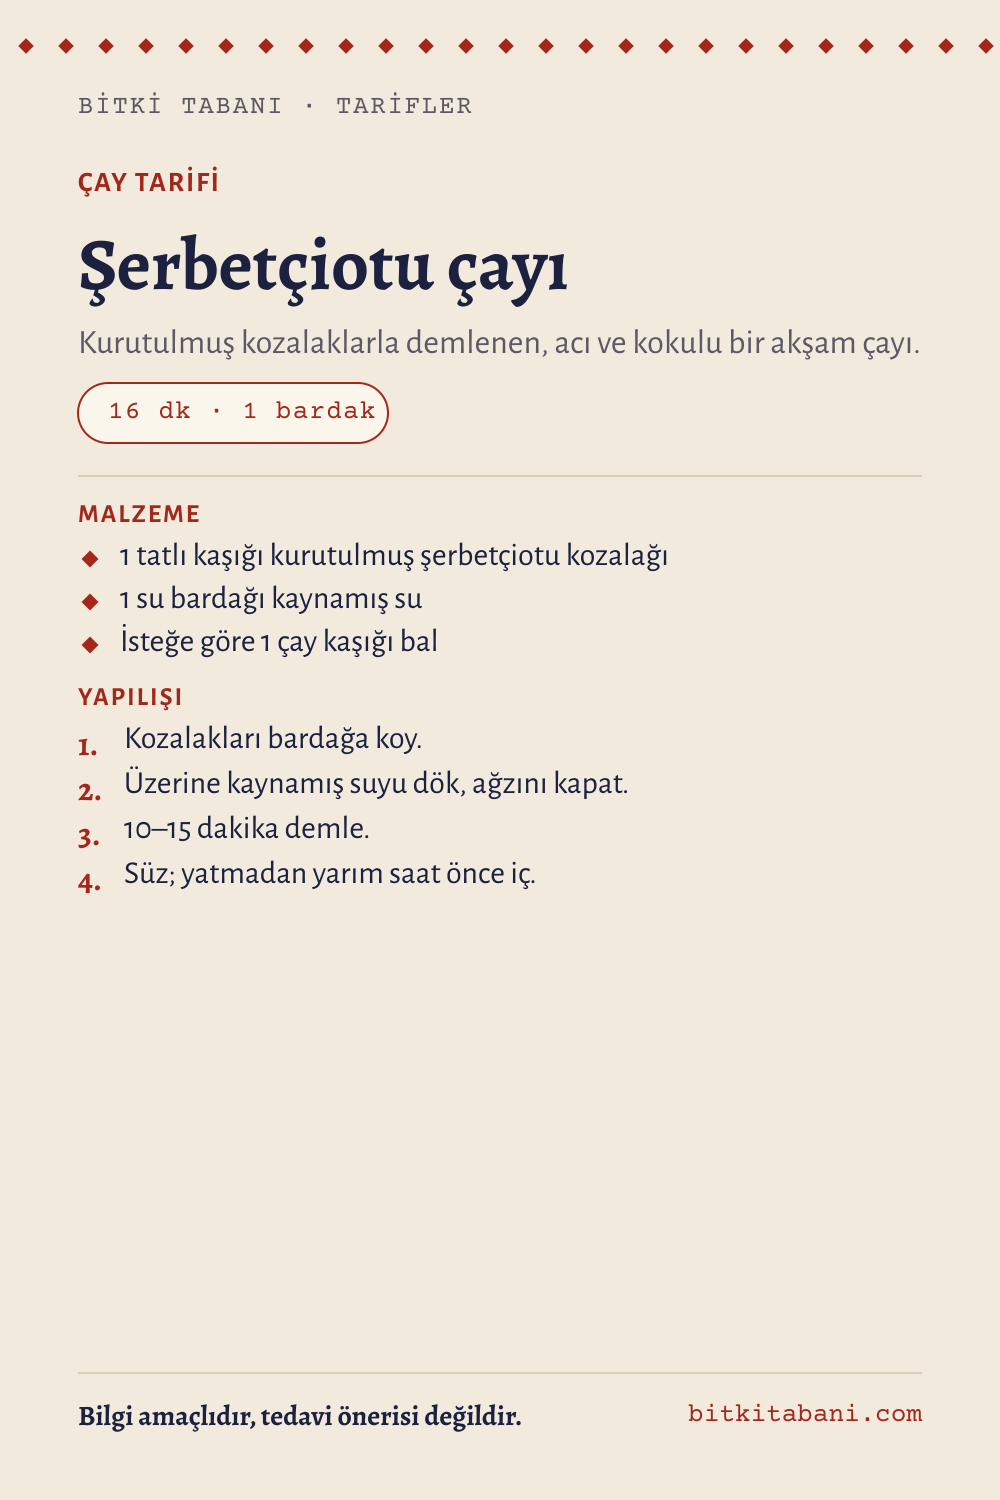 BİTKİ TABANI · TARİFLER
ÇAY TARİFİ
Şerbetçiotu çayı
Kurutulmuş kozalaklarla demlenen, acı ve kokulu bir akşam çayı.
16 dk · 1 bardak
MALZEME
◆ 1 tatlı kaşığı kurutulmuş şerbetçiotu kozalağı
◆ 1 su bardağı kaynamış su
◆ İsteğe göre 1 çay kaşığı bal
YAPILIŞI
1. Kozalakları bardağa koy.
2. Üzerine kaynamış suyu dök, ağzını kapat.
3. 10–15 dakika demle.
4. Süz; yatmadan yarım saat önce iç.
Bilgi amaçlıdır, tedavi önerisi değildir.
bitkitabani.com